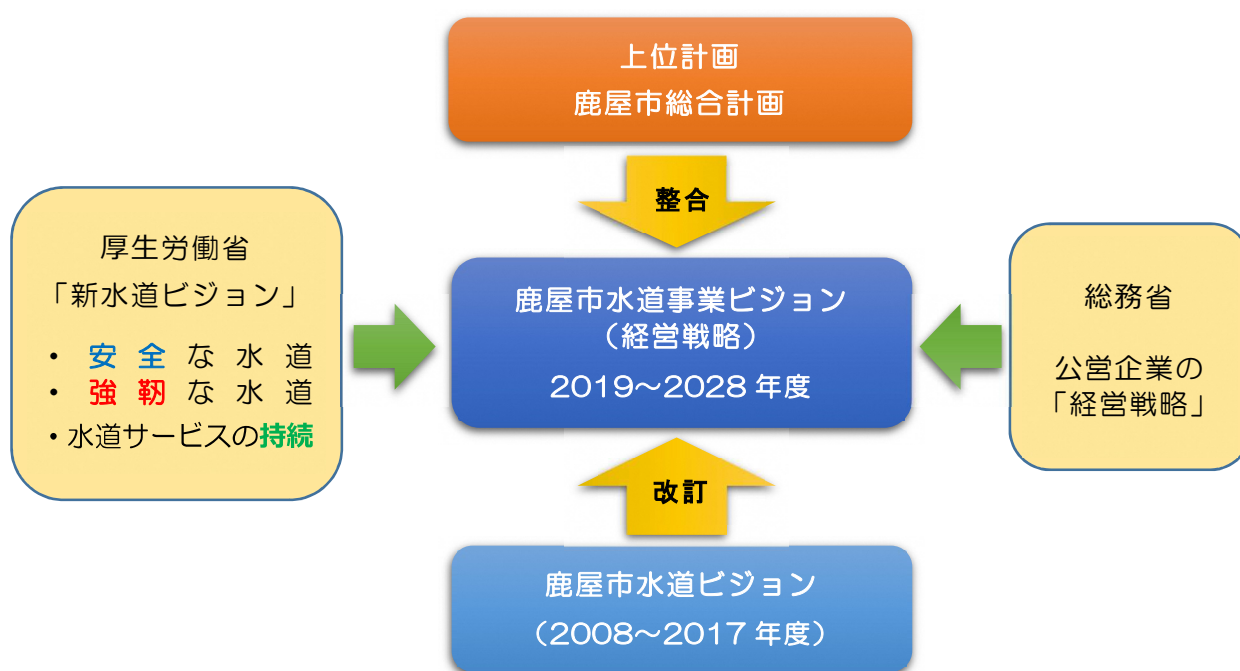 上位計画
鹿屋市総合計画
整合
厚生労働省
「新水道ビジョン」
・ 安全な水道
・ 強靭な水道
・水道サービスの持続
鹿屋市水道事業ビジョン
（経営戦略）
2019～2028 年度
総務省
公営企業の
「経営戦略」
改訂
鹿屋市水道ビジョン
（2008～2017 年度）